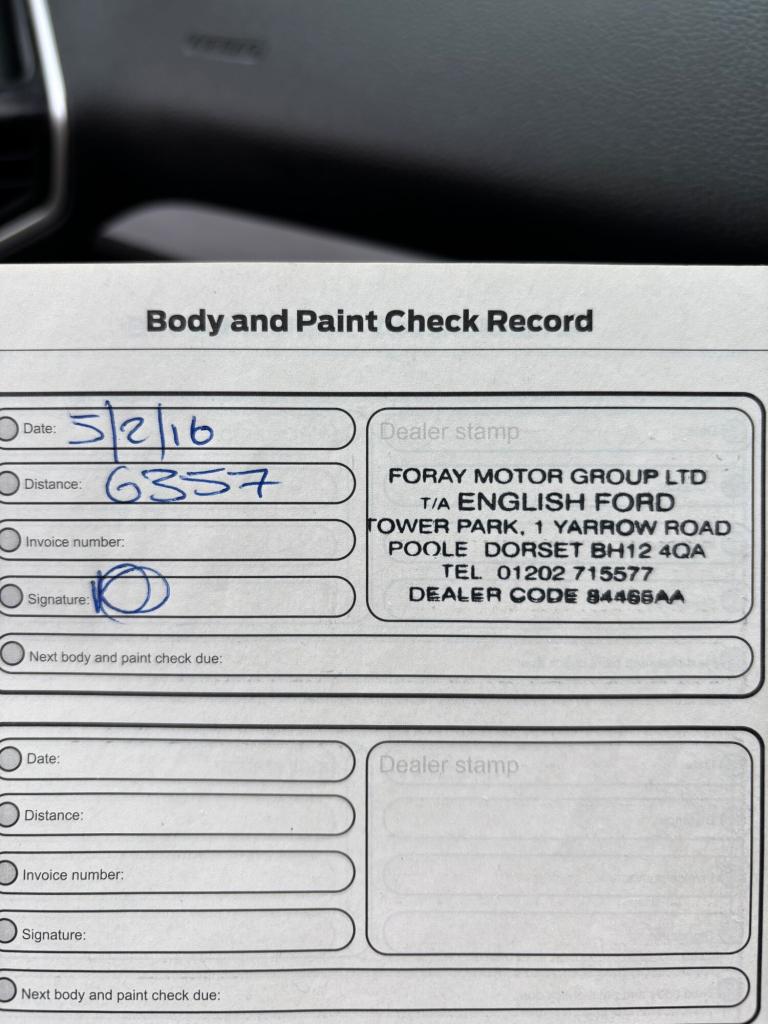 Body and Paint Check Record
Date: 5/2/16
Dealer stamp
Distance: 6357
FORAY MOTOR GROUP LTD
T/A ENGLISH FORD
TOWER PARK, 1 YARROW ROAD
POOLE DORSET BH12 4QA
TEL 01202 715577
DEALER CODE 84465AA
Invoice number:
Signature:
Next body and paint check due:
Date:
Dealer stamp
Distance:
Invoice number:
Signature:
Next body and paint check due: